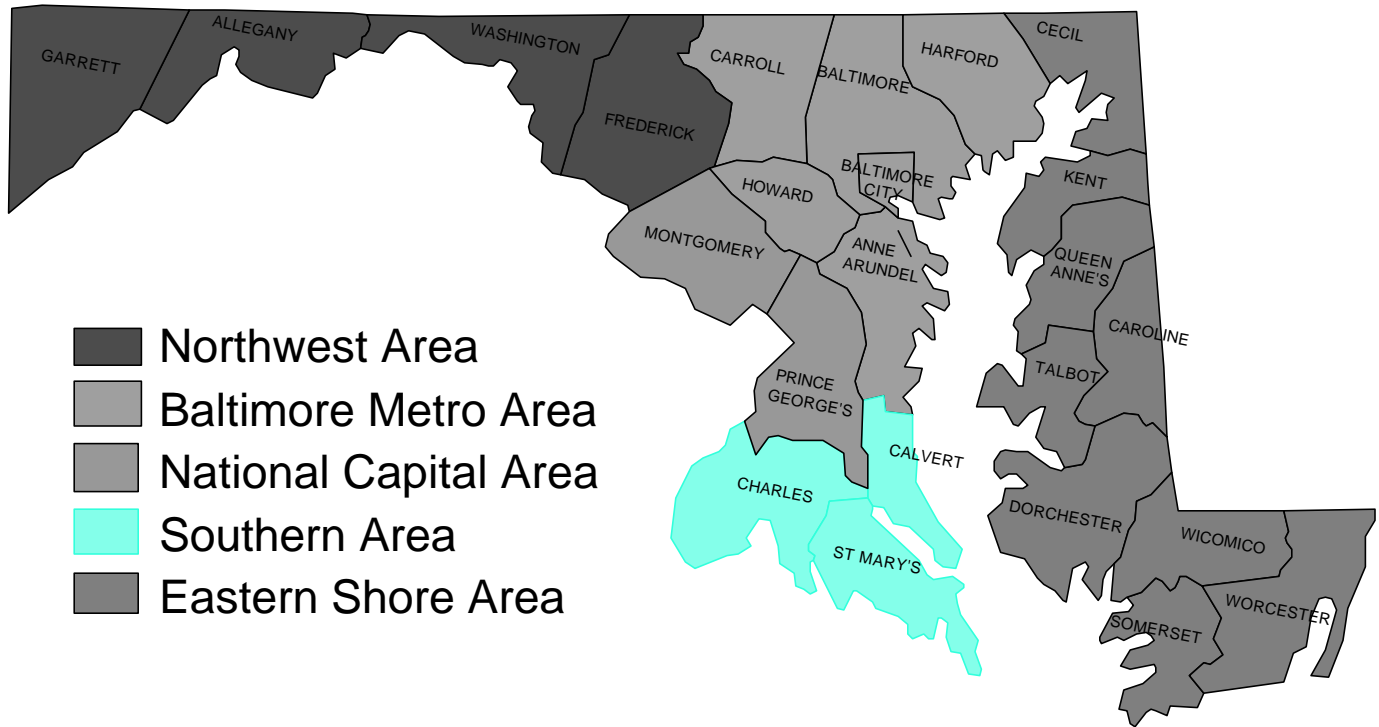 GARRETT
ALLEGANY
WASHINGTON
FREDERICK
CARROLL
BALTIMORE
HARFORD
CECIL
BALTIMORE
CITY
HOWARD
KENT
MONTGOMERY
ANNE
ARUNDEL
QUEEN
ANNE'S
CAROLINE
TALBOT
PRINCE
GEORGE'S
CALVERT
CHARLES
ST MARY'S
DORCHESTER
WICOMICO
WORCESTER
SOMERSET
Northwest Area
Baltimore Metro Area
National Capital Area
Southern Area
Eastern Shore Area